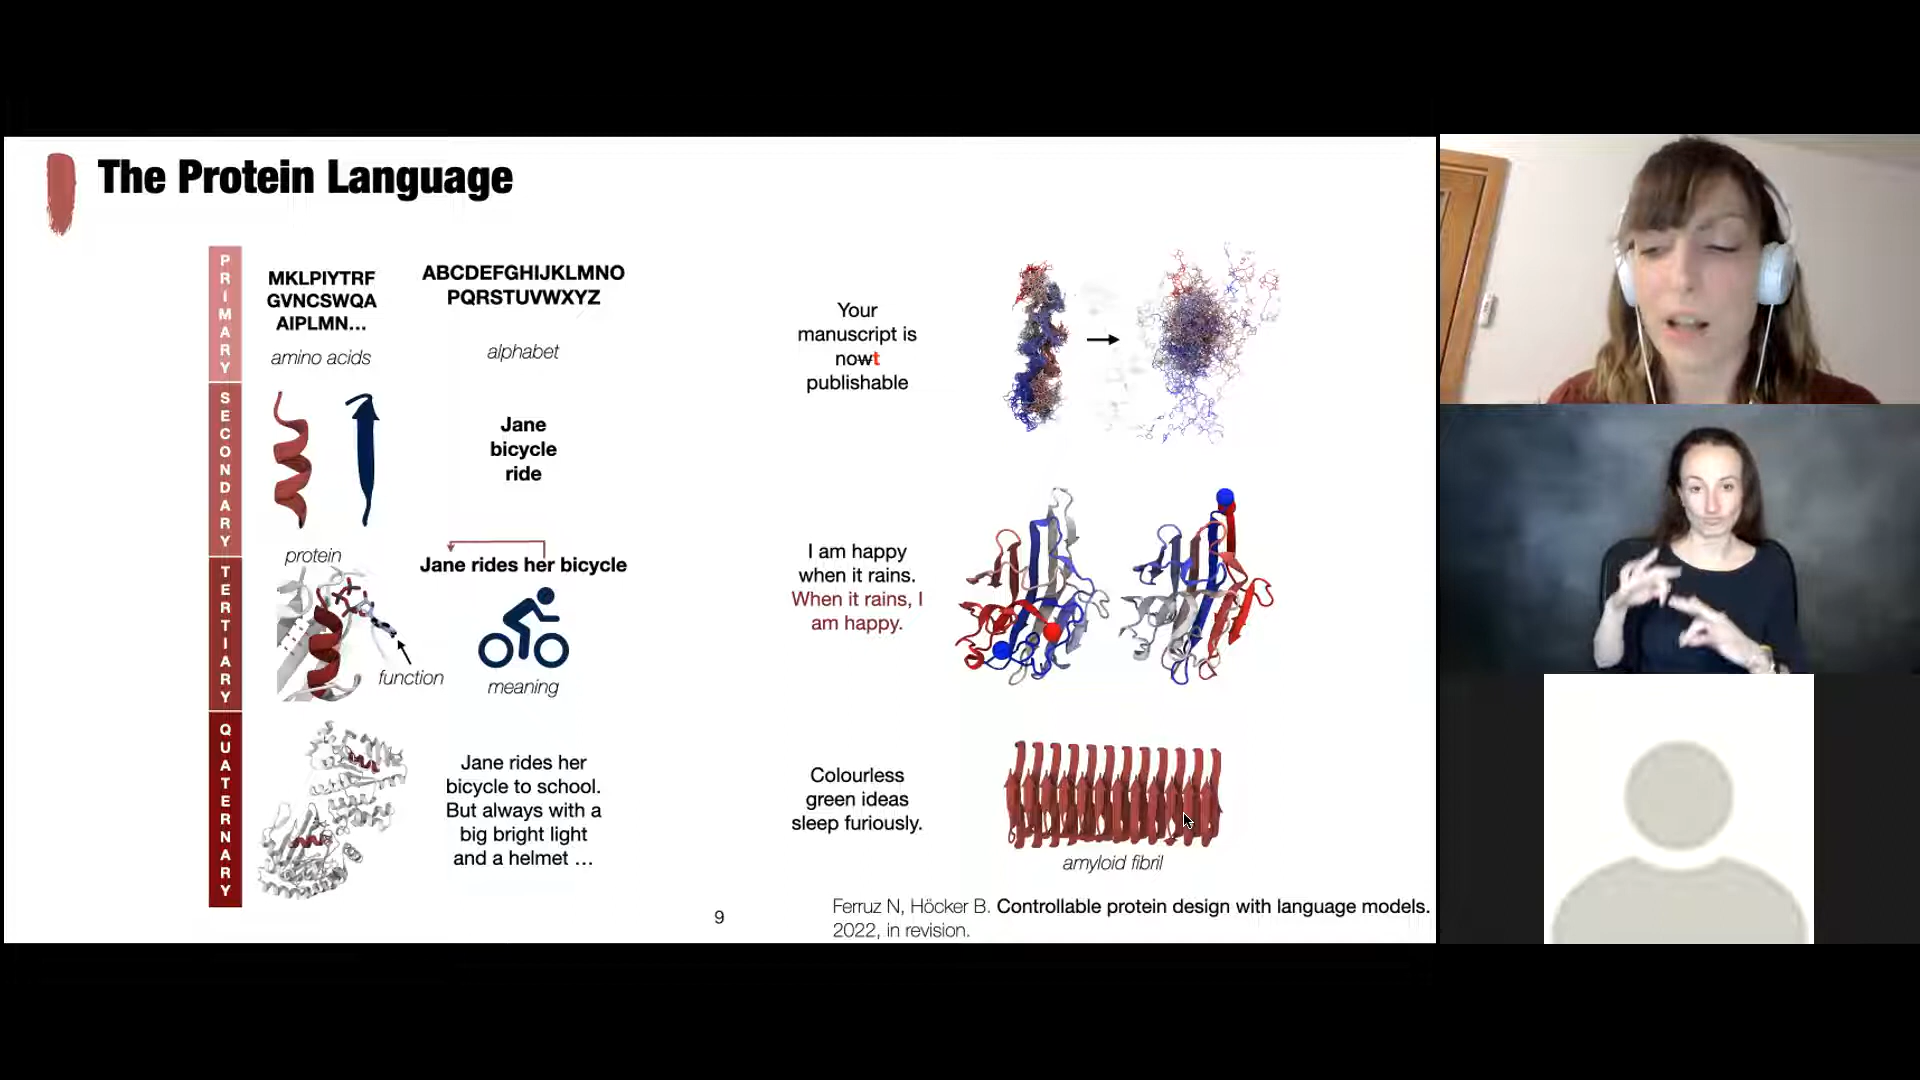 The Protein Language
PRIMARY
MKLPIYTRF
GVNCSWQA
AIPLMN...
amino acids
ABCDEFGHIJKLMNO
PQRSTUVWXYZ
alphabet
SECONDARY
Jane
bicycle
ride
protein
TERTIARY
function
Jane rides her bicycle
meaning
QUATERNARY
Jane rides her
bicycle to school.
But always with a
big bright light
and a helmet ...
Your
manuscript is
nowt
publishable
I am happy
when it rains.
When it rains, I
am happy.
Colourless
green ideas
sleep furiously.
amyloid fibril
9
Ferruz N, Höcker B. Controllable protein design with language models.
2022, in revision.